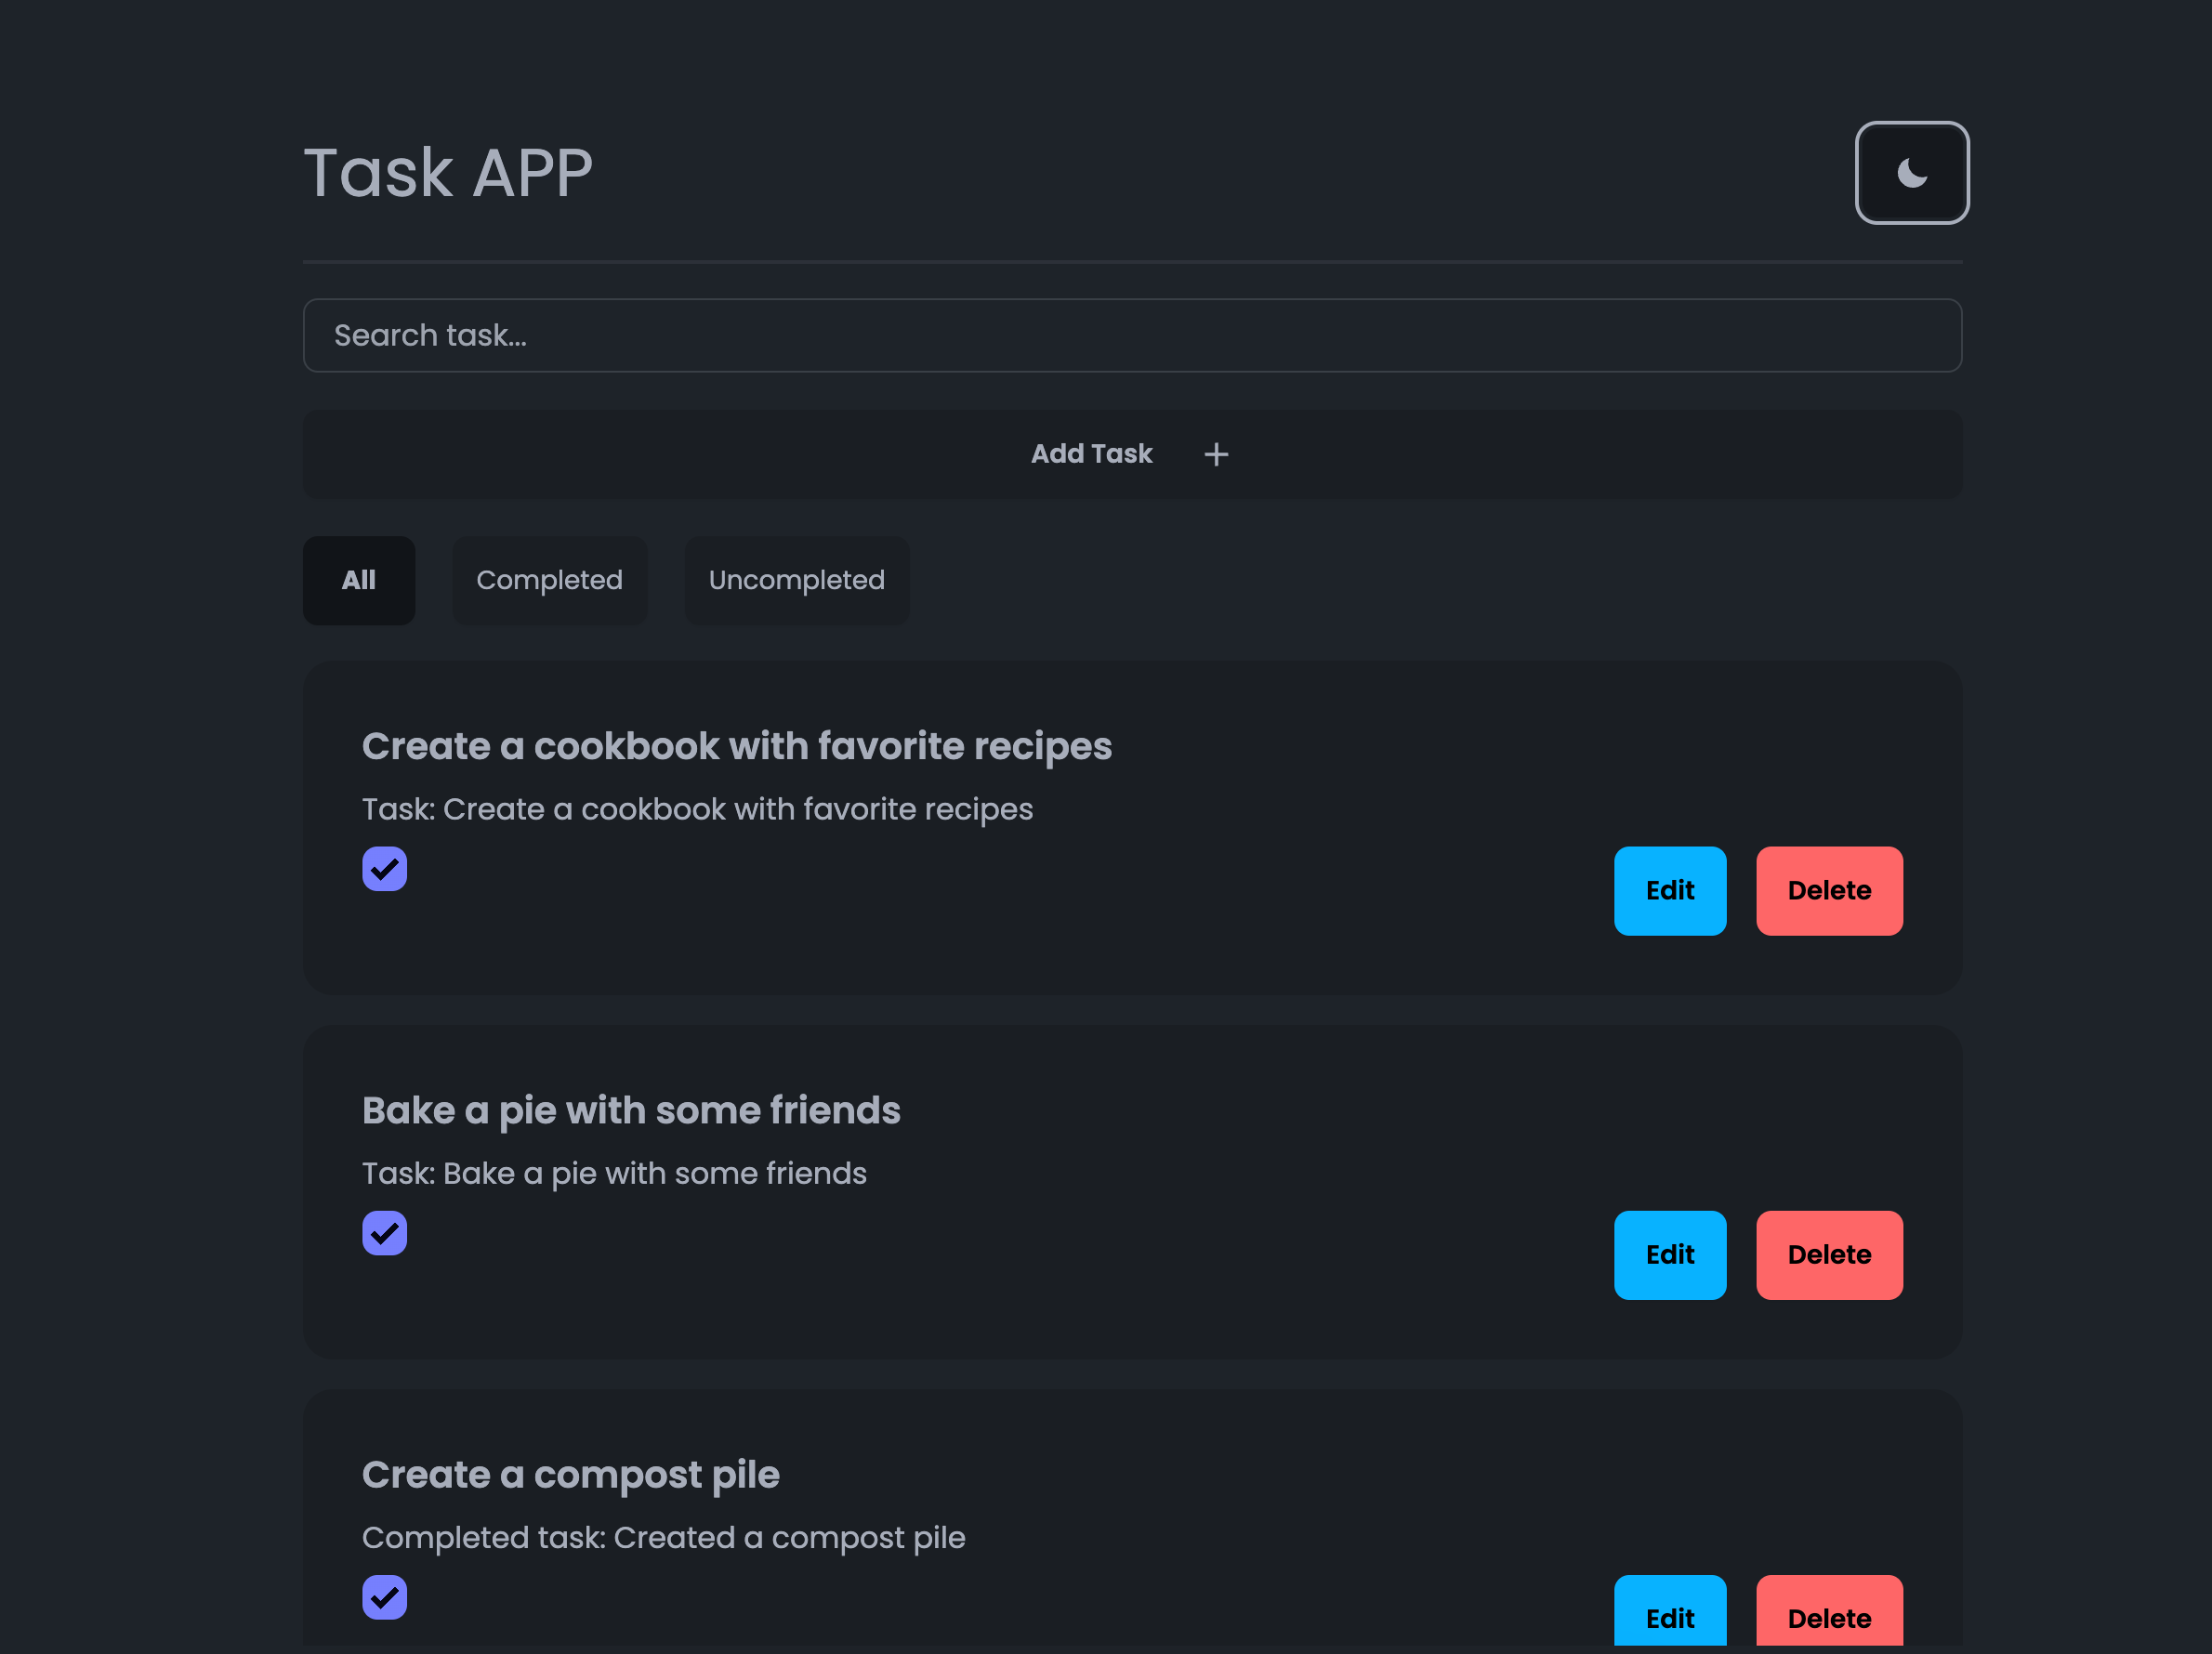 Task APP
Search task...
Add Task
All
Completed
Uncompleted
Create a cookbook with favorite recipes
Task: Create a cookbook with favorite recipes
Edit
Delete
Bake a pie with some friends
Task: Bake a pie with some friends
Edit
Delete
Create a compost pile
Completed task: Created a compost pile
Edit
Delete